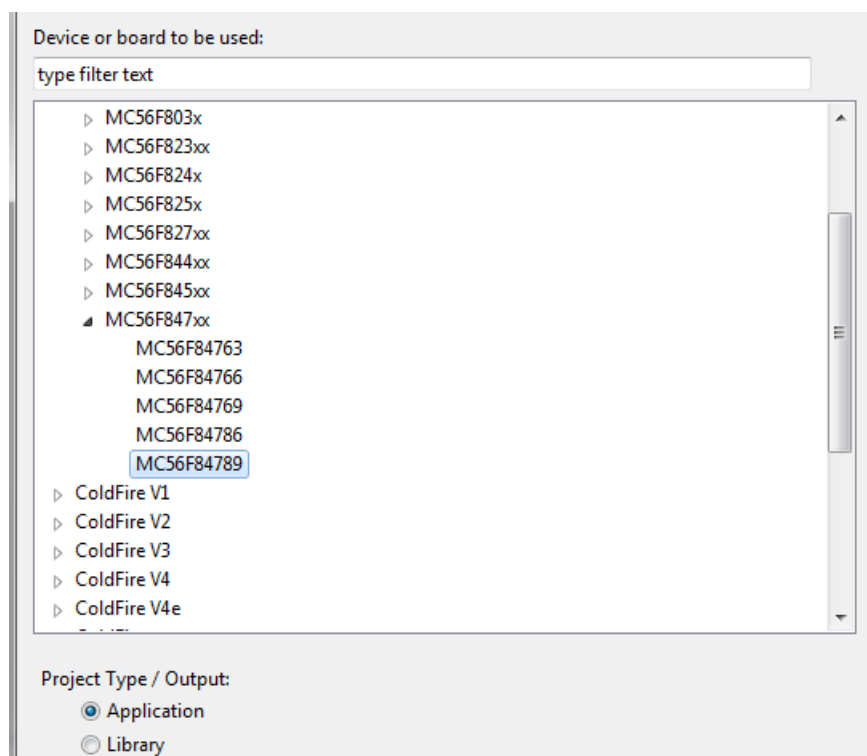 Device or board to be used:
type filter text
MC56F803x
MC56F823xx
MC56F824x
MC56F825x
MC56F827xx
MC56F844xx
MC56F845xx
MC56F847xx
MC56F84763
MC56F84766
MC56F84769
MC56F84786
MC56F84789
ColdFire V1
ColdFire V2
ColdFire V3
ColdFire V4
ColdFire V4e
Project Type / Output:
Application
Library